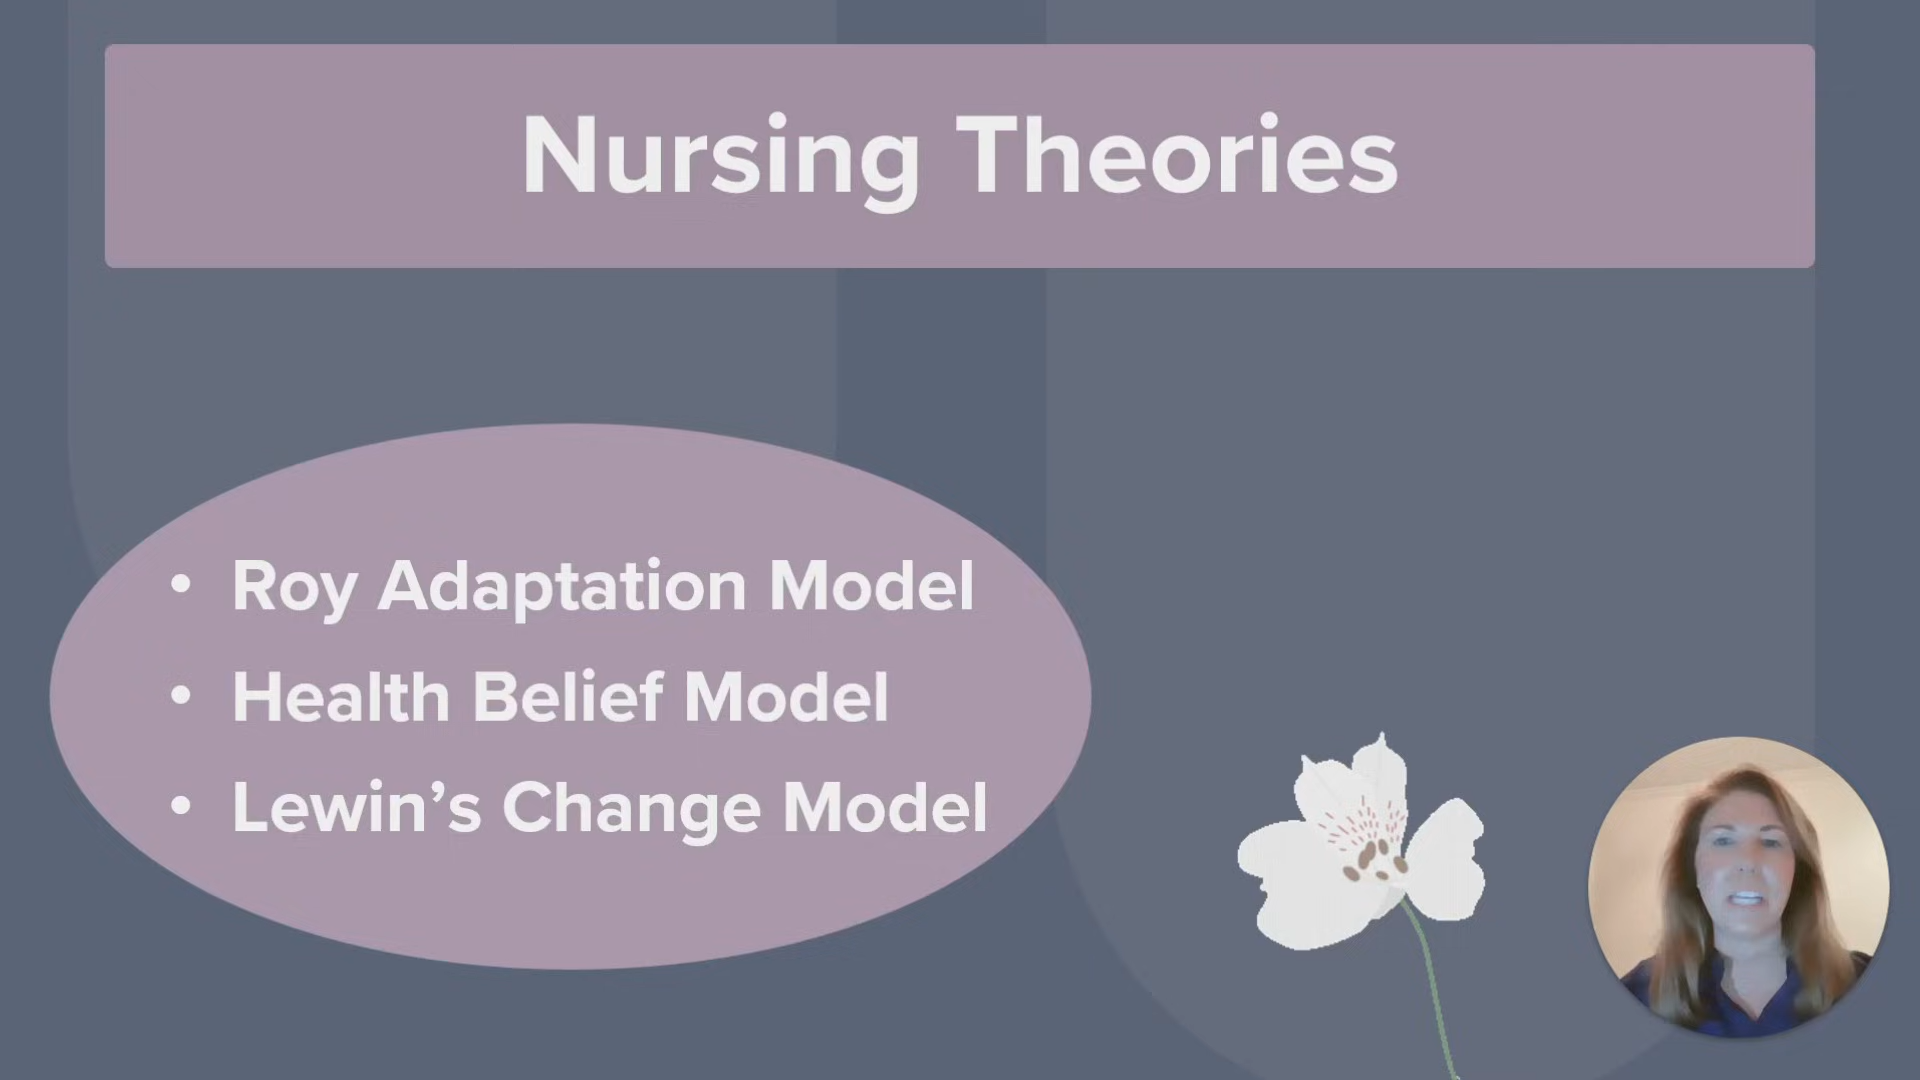 Nursing Theories
• Roy Adaptation Model
• Health Belief Model
• Lewin’s Change Model